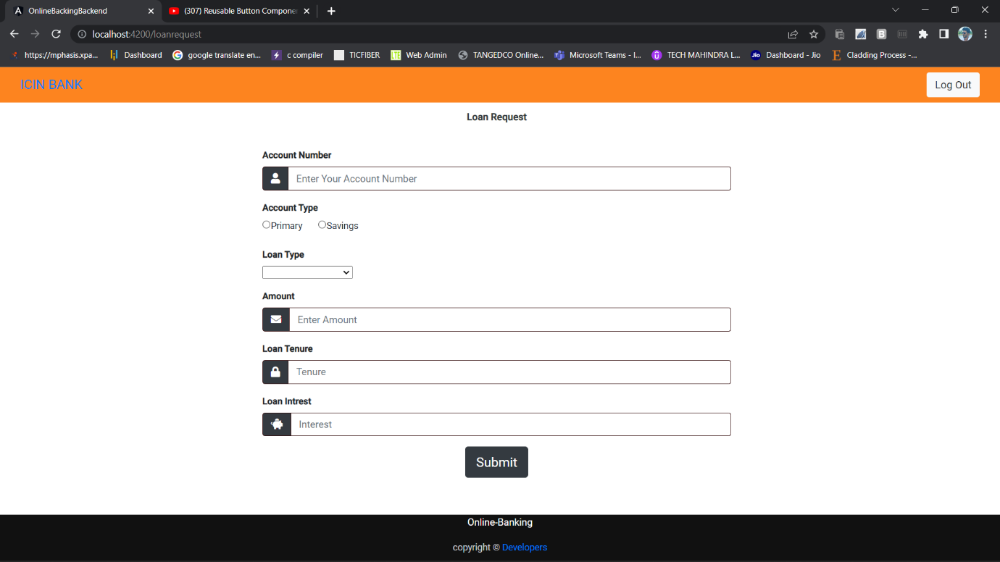 OnlineBackingBackend (307) Reusable Button Compone
localhost:4200/loanrequest
https://mphasis.xpa... Dashboard google translate en... c compiler TICFIBER Web Admin TANGEDCO Online... Microsoft Teams - I... TECH MAHINDRA L... Dashboard - Jio Cladding Process -...
ICIN BANK Log Out
Loan Request
Account Number
Enter Your Account Number
Account Type
Primary Savings
Loan Type
Amount
Enter Amount
Loan Tenure
Tenure
Loan Intrest
Interest
Submit
Online-Banking
copyright © Developers